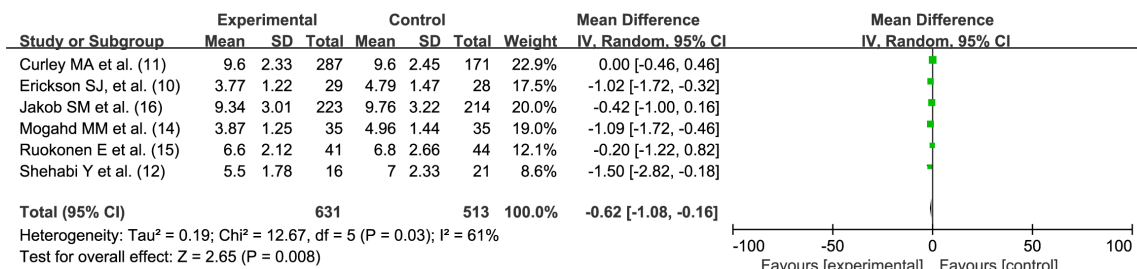 Experimental Control Mean Difference Mean Difference
Study or Subgroup Mean SD Total Mean SD Total Weight IV, Random, 95% CI IV, Random, 95% CI
Curley MA et al. (11) 9.6 2.33 287 9.6 2.45 171 22.9% 0.00 [-0.46, 0.46]
Erickson SJ, et al. (10) 3.77 1.22 29 4.79 1.47 28 17.5% -1.02 [-1.72, -0.32]
Jakob SM et al. (16) 9.34 3.01 223 9.76 3.22 214 20.0% -0.42 [-1.00, 0.16]
Mogahd MM et al. (14) 3.87 1.25 35 4.96 1.44 35 19.0% -1.09 [-1.72, -0.46]
Ruokonen E et al. (15) 6.6 2.12 41 6.8 2.66 44 12.1% -0.20 [-1.22, 0.82]
Shehabi Y et al. (12) 5.5 1.78 16 7 2.33 21 8.6% -1.50 [-2.82, -0.18]
Total (95% CI) 631 513 100.0% -0.62 [-1.08, -0.16]
Heterogeneity: Tau² = 0.19; Chi² = 12.67, df = 5 (P = 0.03); I² = 61%
Test for overall effect: Z = 2.65 (P = 0.008)
-100 -50 0 50 100
Favours [experimental] Favours [control]